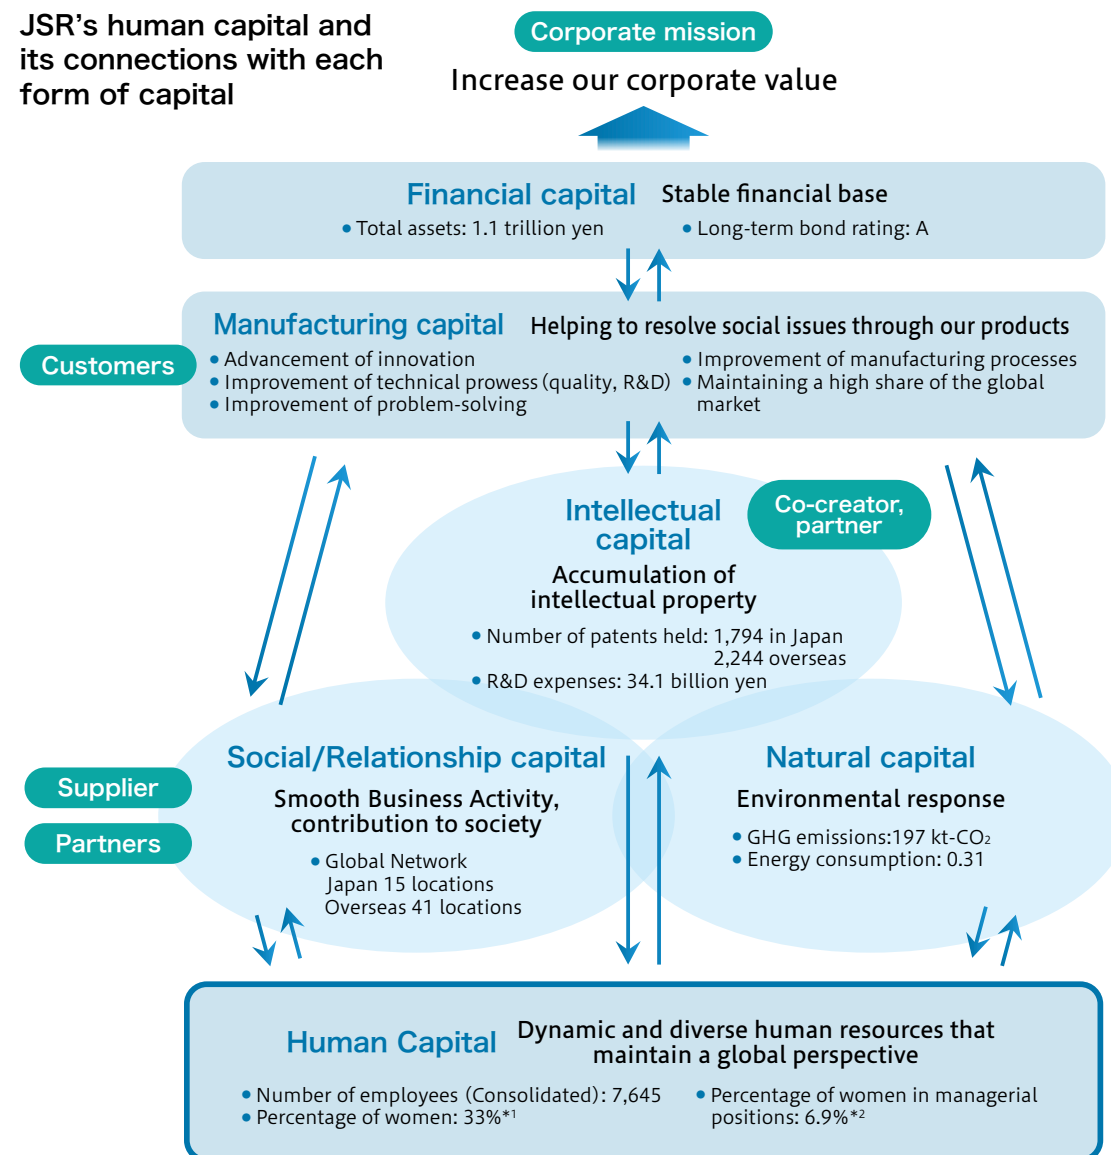 JSR's human capital and
its connections with each
form of capital
Corporate mission
Increase our corporate value
Financial capital Stable financial base
• Total assets: 1.1 trillion yen
• Long-term bond rating: A
Manufacturing capital Helping to resolve social issues through our products
Customers
• Advancement of innovation
• Improvement of technical prowess (quality, R&D)
• Improvement of problem-solving
• Improvement of manufacturing processes
• Maintaining a high share of the global
market
Intellectual
capital
Co-creator,
partner
Accumulation of
intellectual property
• Number of patents held: 1,794 in Japan
2,244 overseas
• R&D expenses: 34.1 billion yen
Social/Relationship capital
Supplier
Partners
Smooth Business Activity,
contribution to society
• Global Network
Japan 15 locations
Overseas 41 locations
Natural capital
Environmental response
• GHG emissions:197 kt-CO₂
• Energy consumption: 0.31
Human Capital
Dynamic and diverse human resources that
maintain a global perspective
• Number of employees (Consolidated): 7,645
• Percentage of women: 33%*1
• Percentage of women in managerial
positions: 6.9%*2